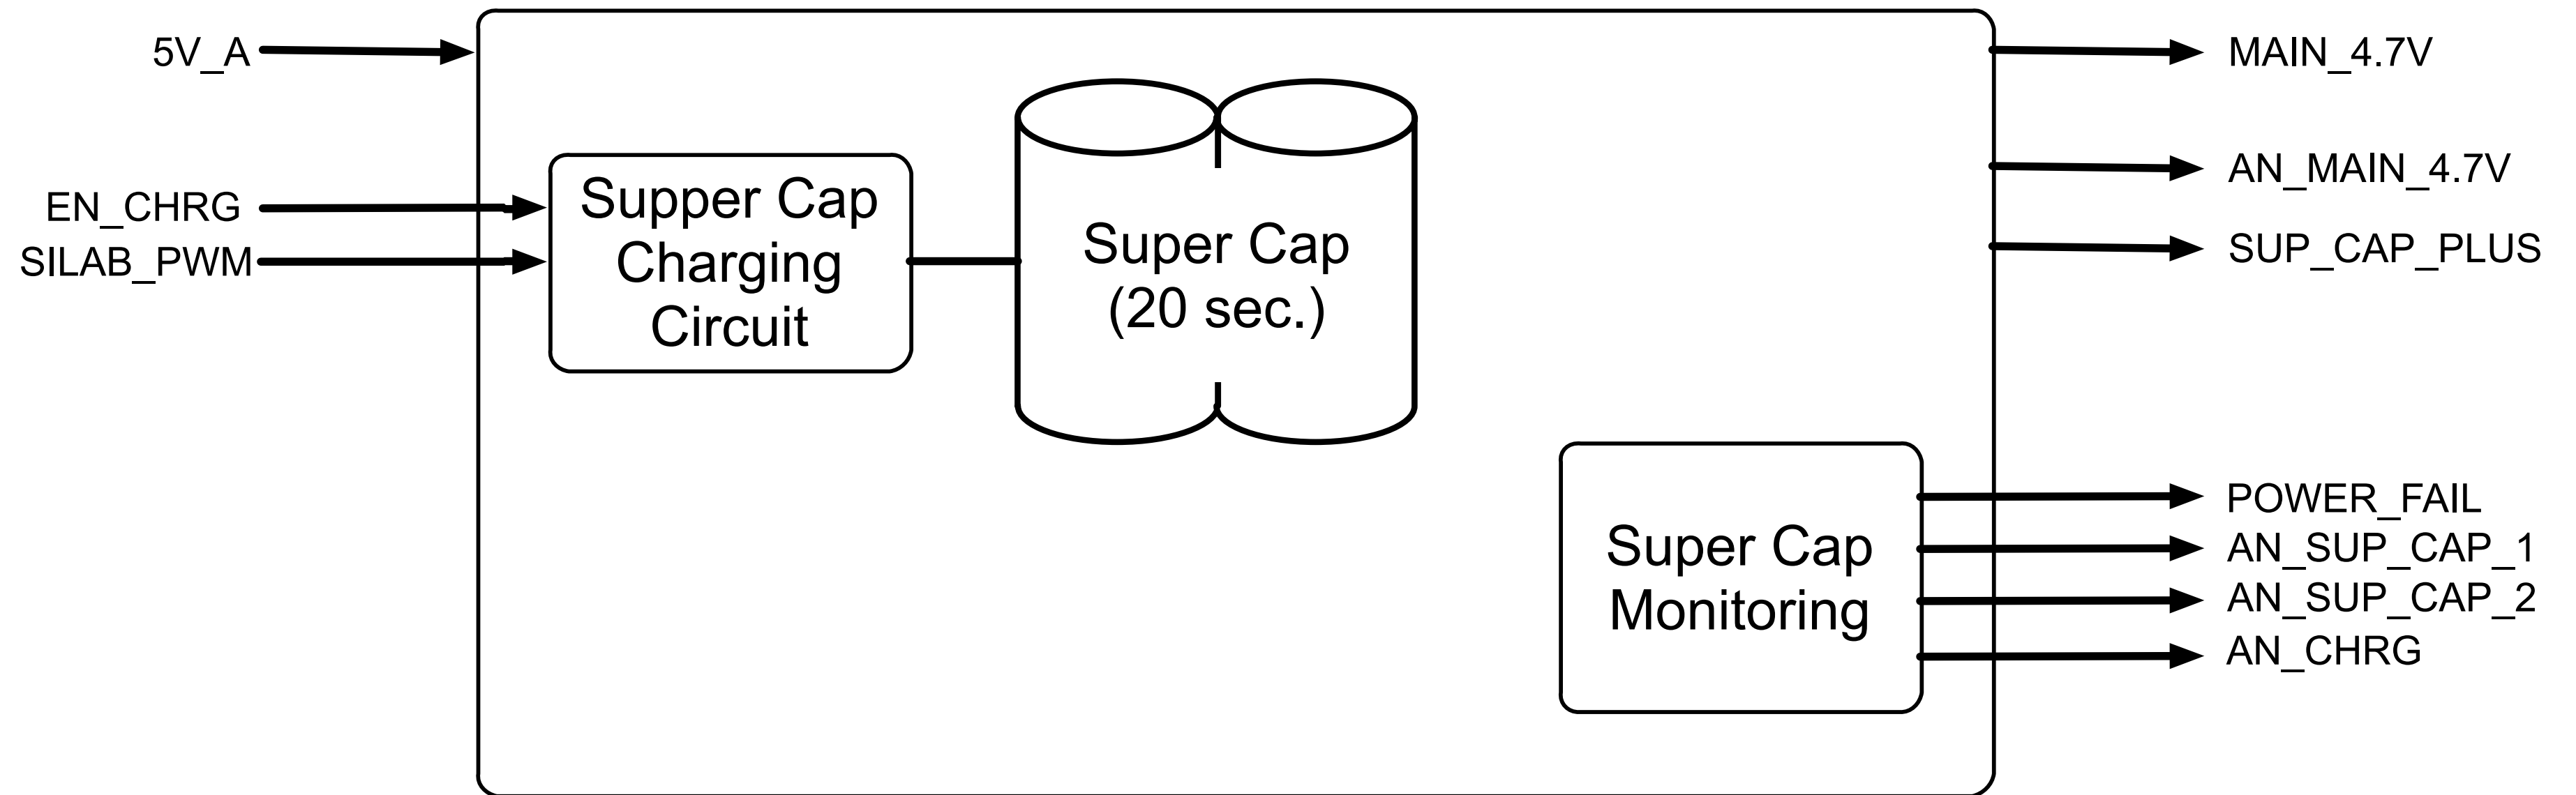 5V_A
EN_CHRG
SILAB_PWM
Supper Cap
Charging
Circuit
Super Cap
(20 sec.)
Super Cap
Monitoring
MAIN_4.7V
AN_MAIN_4.7V
SUP_CAP_PLUS
POWER_FAIL
AN_SUP_CAP_1
AN_SUP_CAP_2
AN_CHRG